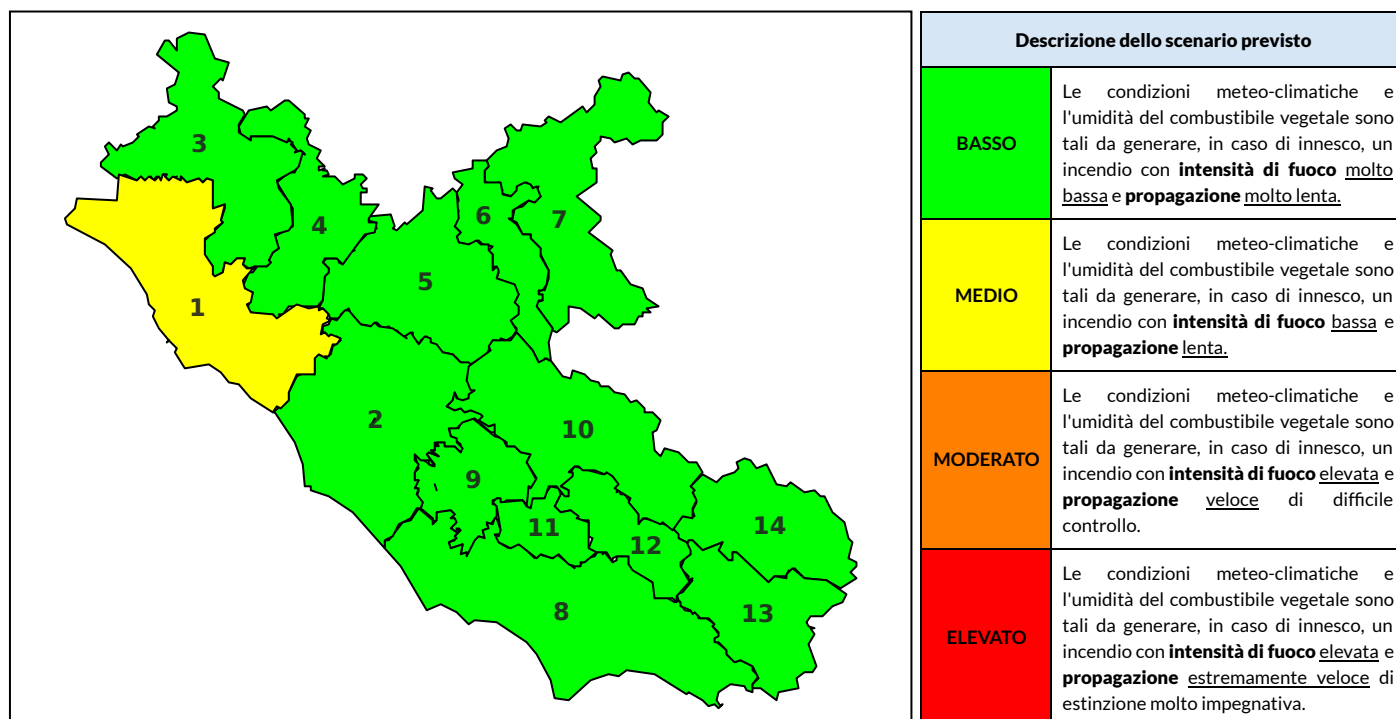 3
4
6
7
5
1
2
10
9
11
12
14
8
13
Descrizione dello scenario previsto
BASSO
Le condizioni meteo-climatiche e
l'umidità del combustibile vegetale sono
tali da generare, in caso di innesco, un
incendio con intensità di fuoco molto
bassa e propagazione molto lenta.
MEDIO
Le condizioni meteo-climatiche e
l'umidità del combustibile vegetale sono
tali da generare, in caso di innesco, un
incendio con intensità di fuoco bassa e
propagazione lenta.
MODERATO
Le condizioni meteo-climatiche e
l'umidità del combustibile vegetale sono
tali da generare, in caso di innesco, un
incendio con intensità di fuoco elevata e
propagazione veloce di difficile
controllo.
ELEVATO
Le condizioni meteo-climatiche e
l'umidità del combustibile vegetale sono
tali da generare, in caso di innesco, un
incendio con intensità di fuoco elevata e
propagazione estremamente veloce di
estinzione molto impegnativa.